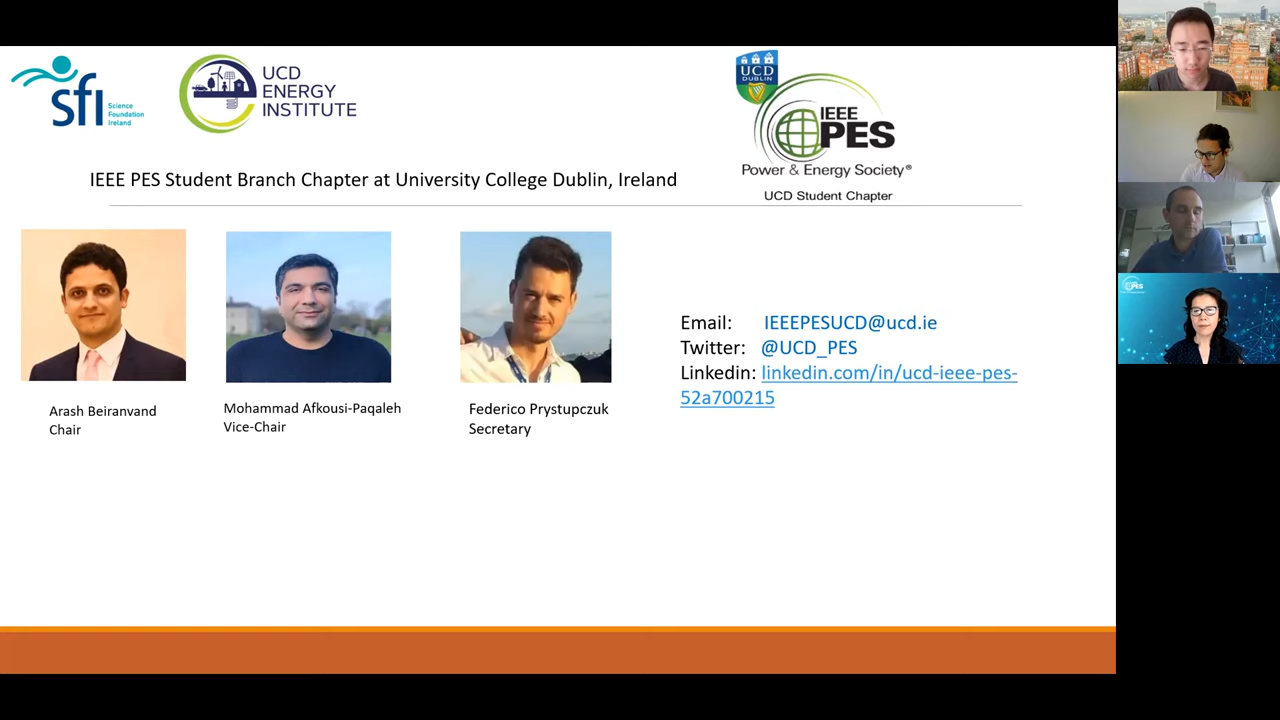 sfi
Science
Foundation
Ireland
UCD
ENERGY
INSTITUTE
UCD
DUBLIN
IEEE
PES
Power & Energy Society®
UCD Student Chapter
IEEE PES Student Branch Chapter at University College Dublin, Ireland
Arash Beiranvand
Chair
Mohammad Afkousi-Paqaleh
Vice-Chair
Federico Prystupczuk
Secretary
Email: IEEEPESUCD@ucd.ie
Twitter: @UCD_PES
Linkedin: linkedin.com/in/ucd-ieee-pes-
52a700215
PES